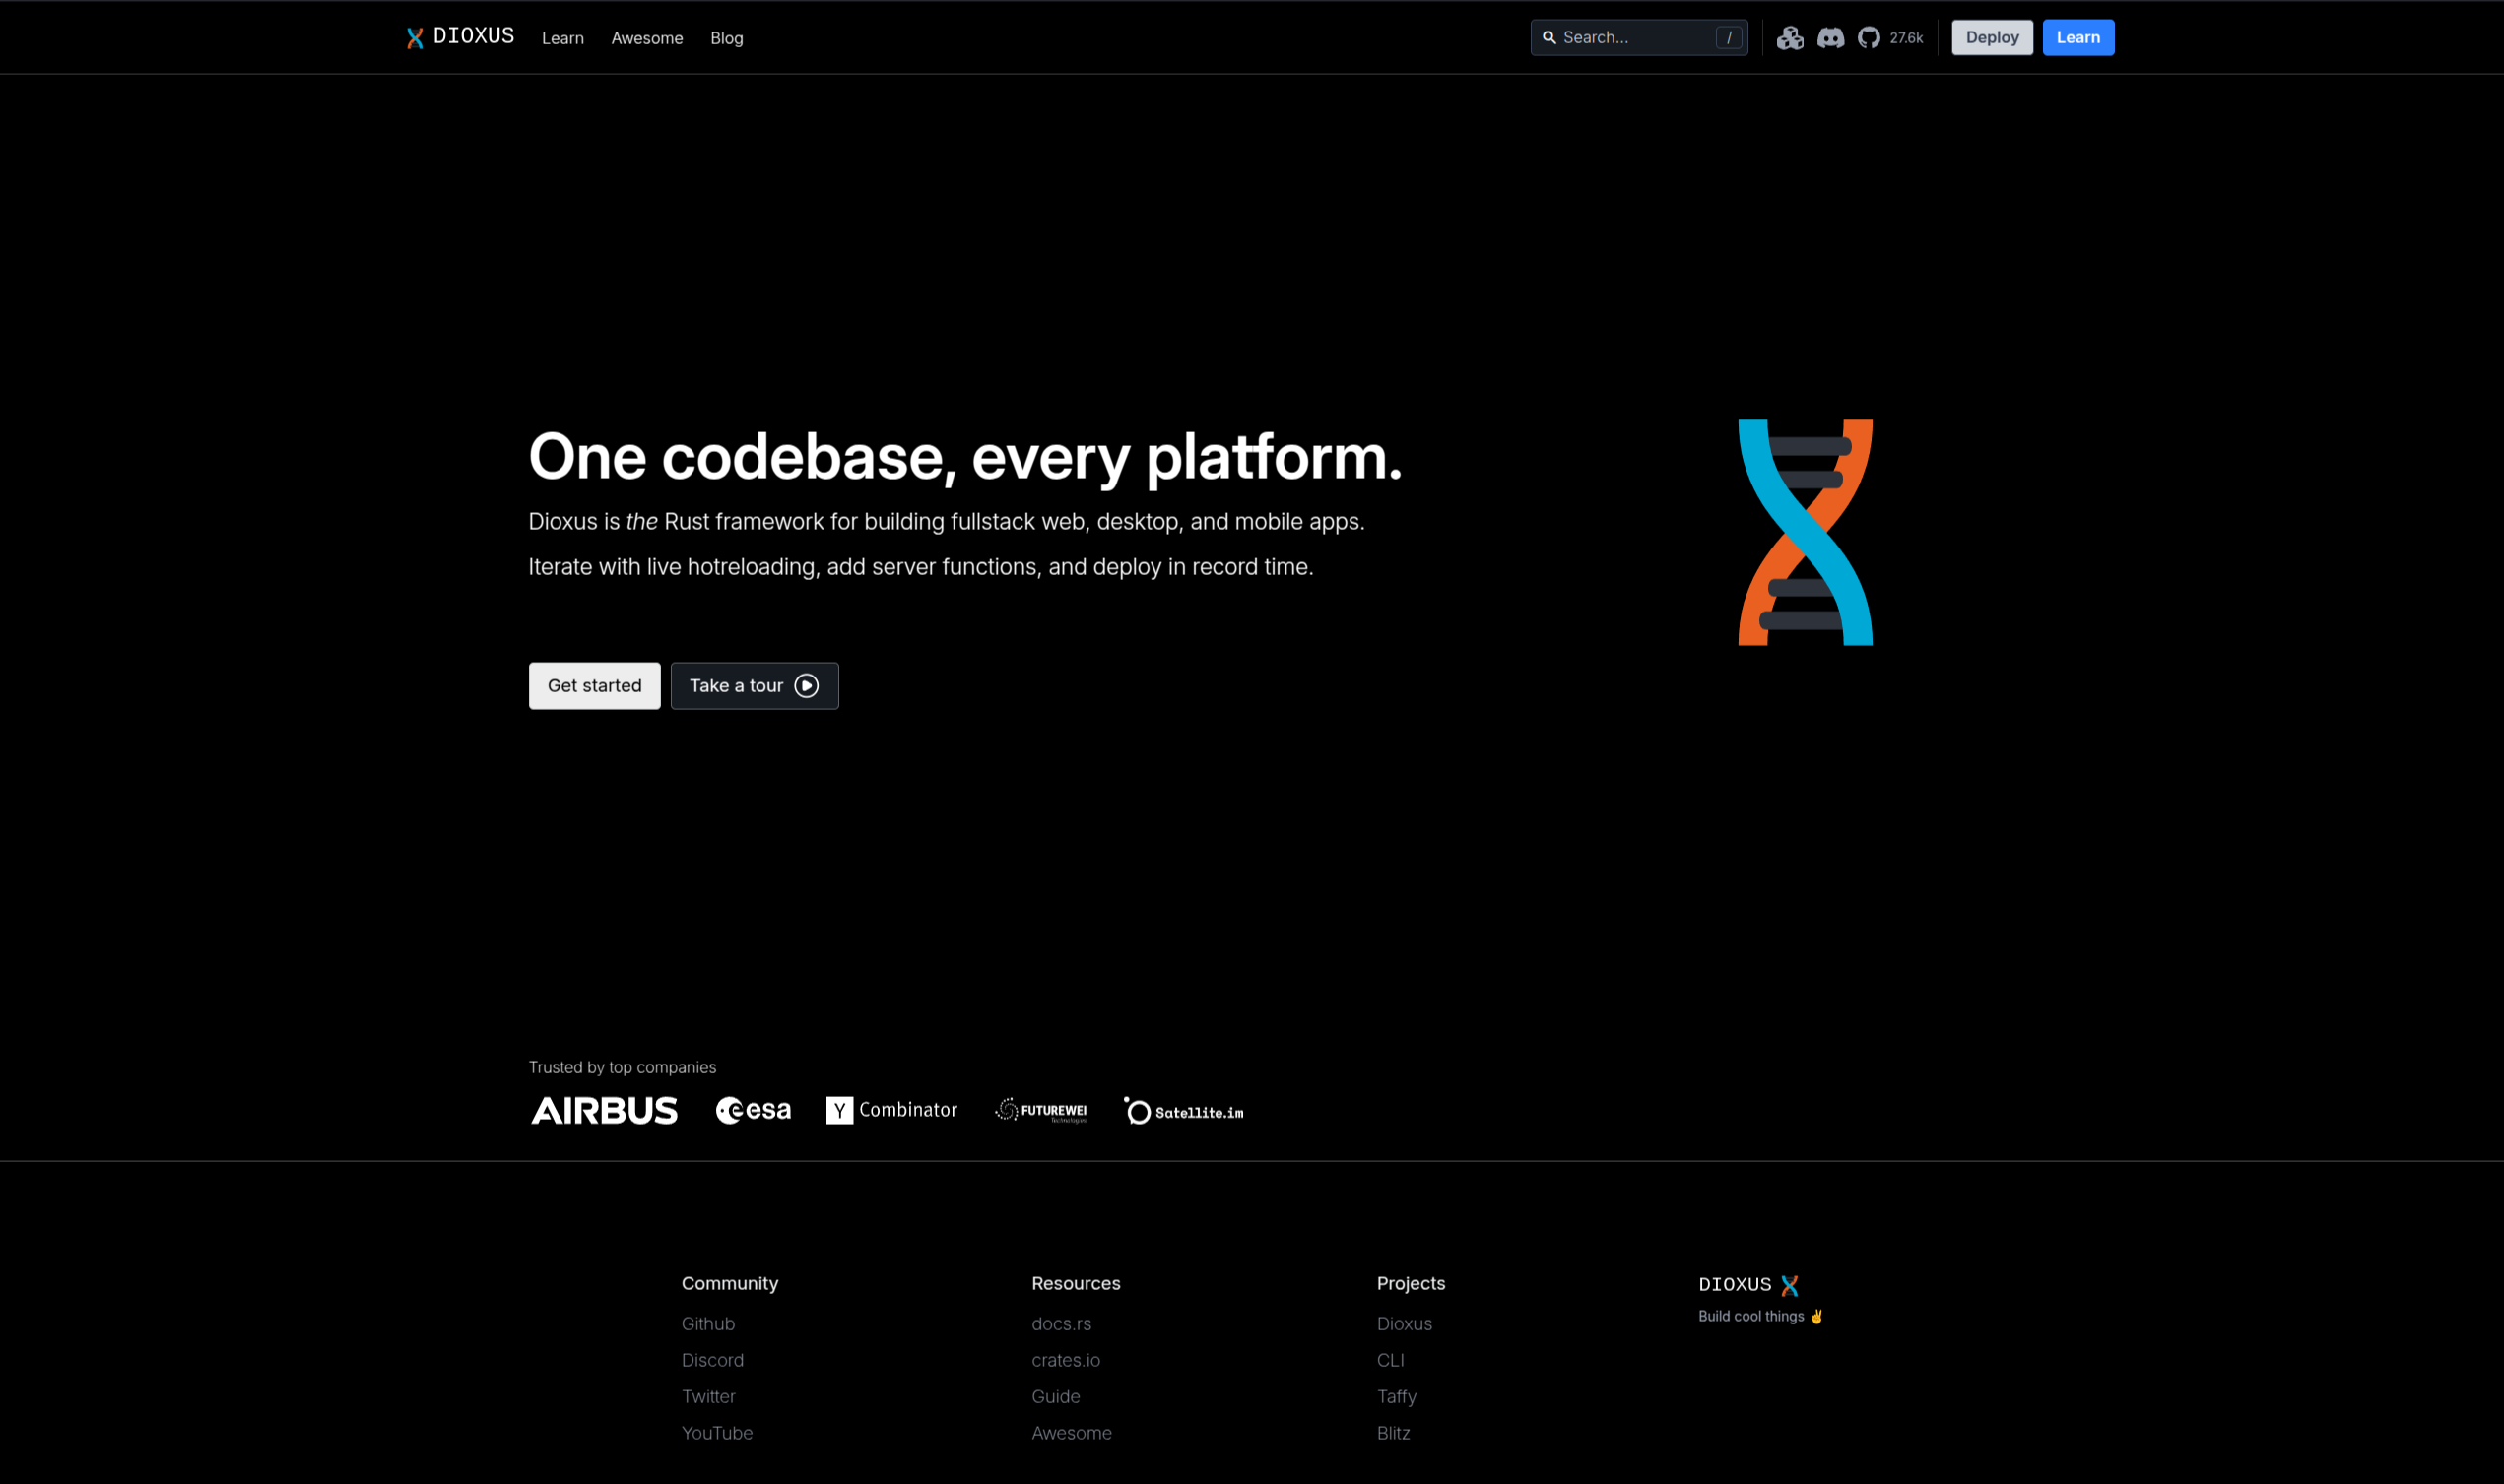 DIOXUS Learn Awesome Blog Search... / 27.6k Deploy Learn
One codebase, every platform.
Dioxus is the Rust framework for building fullstack web, desktop, and mobile apps.
Iterate with live hotreloading, add server functions, and deploy in record time.
Get started Take a tour
Trusted by top companies
AIRBUS esa Y Combinator FUTUREWEI Technologies Satellite.im
Community
Github
Discord
Twitter
YouTube
Resources
docs.rs
crates.io
Guide
Awesome
Projects
Dioxus
CLI
Taffy
Blitz
DIOXUS
Build cool things ✌️